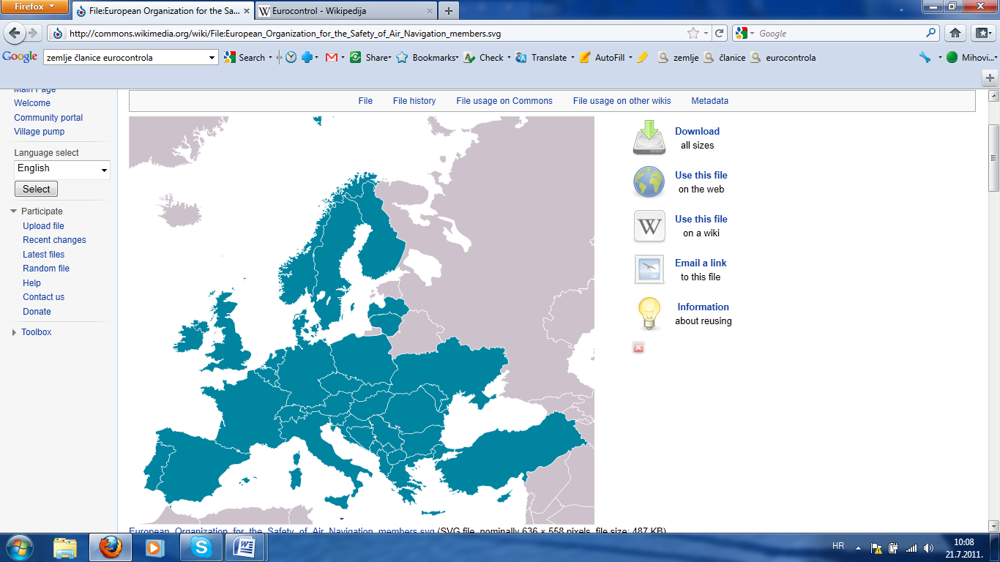 Firefox
File:European Organization for the Sa...
Eurocontrol - Wikipedija
http://commons.wikimedia.org/wiki/File:European_Organization_for_the_Safety_of_Air_Navigation_members.svg
Google
Google
zemlje članice eurocontrola
Search
Share
Bookmarks
Check
Translate
AutoFill
zemlje
članice
eurocontrola
Mihovi...
Main Page
Welcome
Community portal
Village pump
Language select
English
Select
Participate
Upload file
Recent changes
Latest files
Random file
Help
Contact us
Donate
Toolbox
File File history File usage on Commons File usage on other wikis Metadata
Download
all sizes
Use this file
on the web
W
Use this file
on a wiki
Email a link
to this file
Information
about reusing
European_Organization_for_the_Safety_of_Air_Navigation_members.svg (SVG file, nominally 636 × 558 pixels, file size: 487 KB)
HR
10:08
21.7.2011.